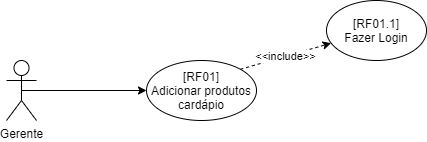 [RF01.1]
Fazer Login
<<include>>
[RF01]
Adicionar produtos
cardápio
Gerente